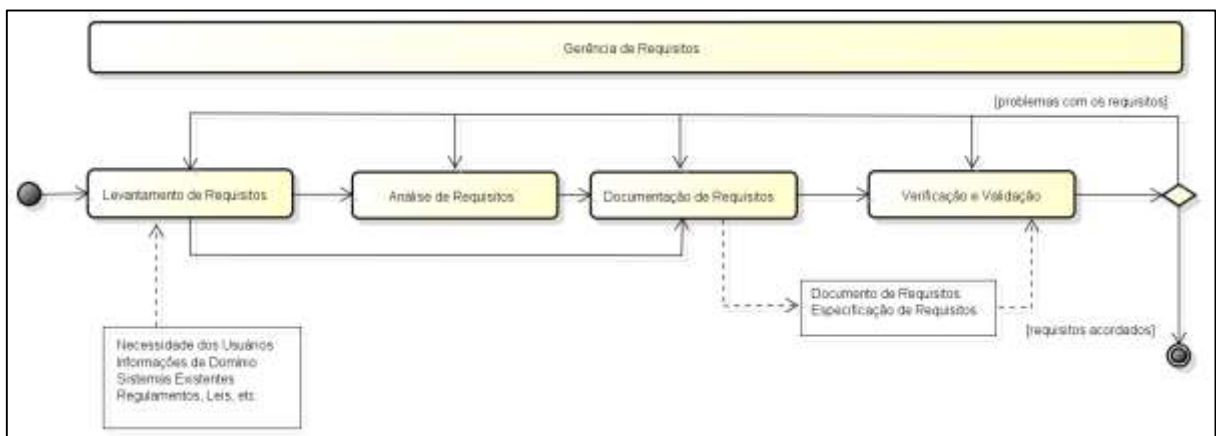 Gerência de Requisitos
[problemas com os requisitos]
Levantamento de Requisitos
Análise de Requisitos
Documentação de Requisitos
Verificação e Validação
Documento de Requisitos
Especificação de Requisitos
[requisitos acordados]
Necessidade dos Usuários
Informações de Domínio
Sistemas Existentes
Regulamentos, Leis, etc